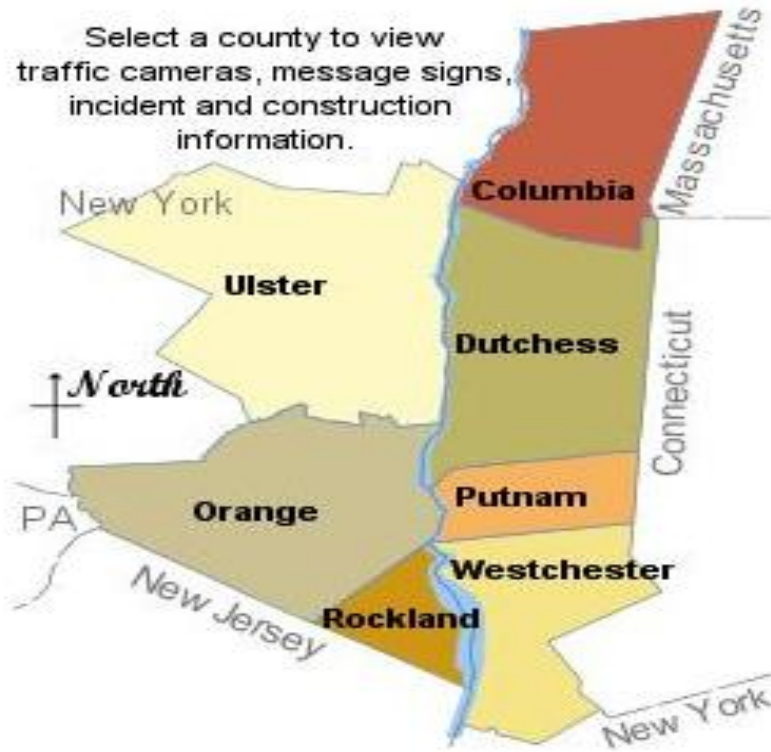 Select a county to view
traffic cameras, message signs,
incident and construction
information.
Massachusetts
Columbia
New York
Ulster
Dutchess
Connecticut
North
Putnam
Orange
PA
Westchester
New Jersey
Rockland
New York